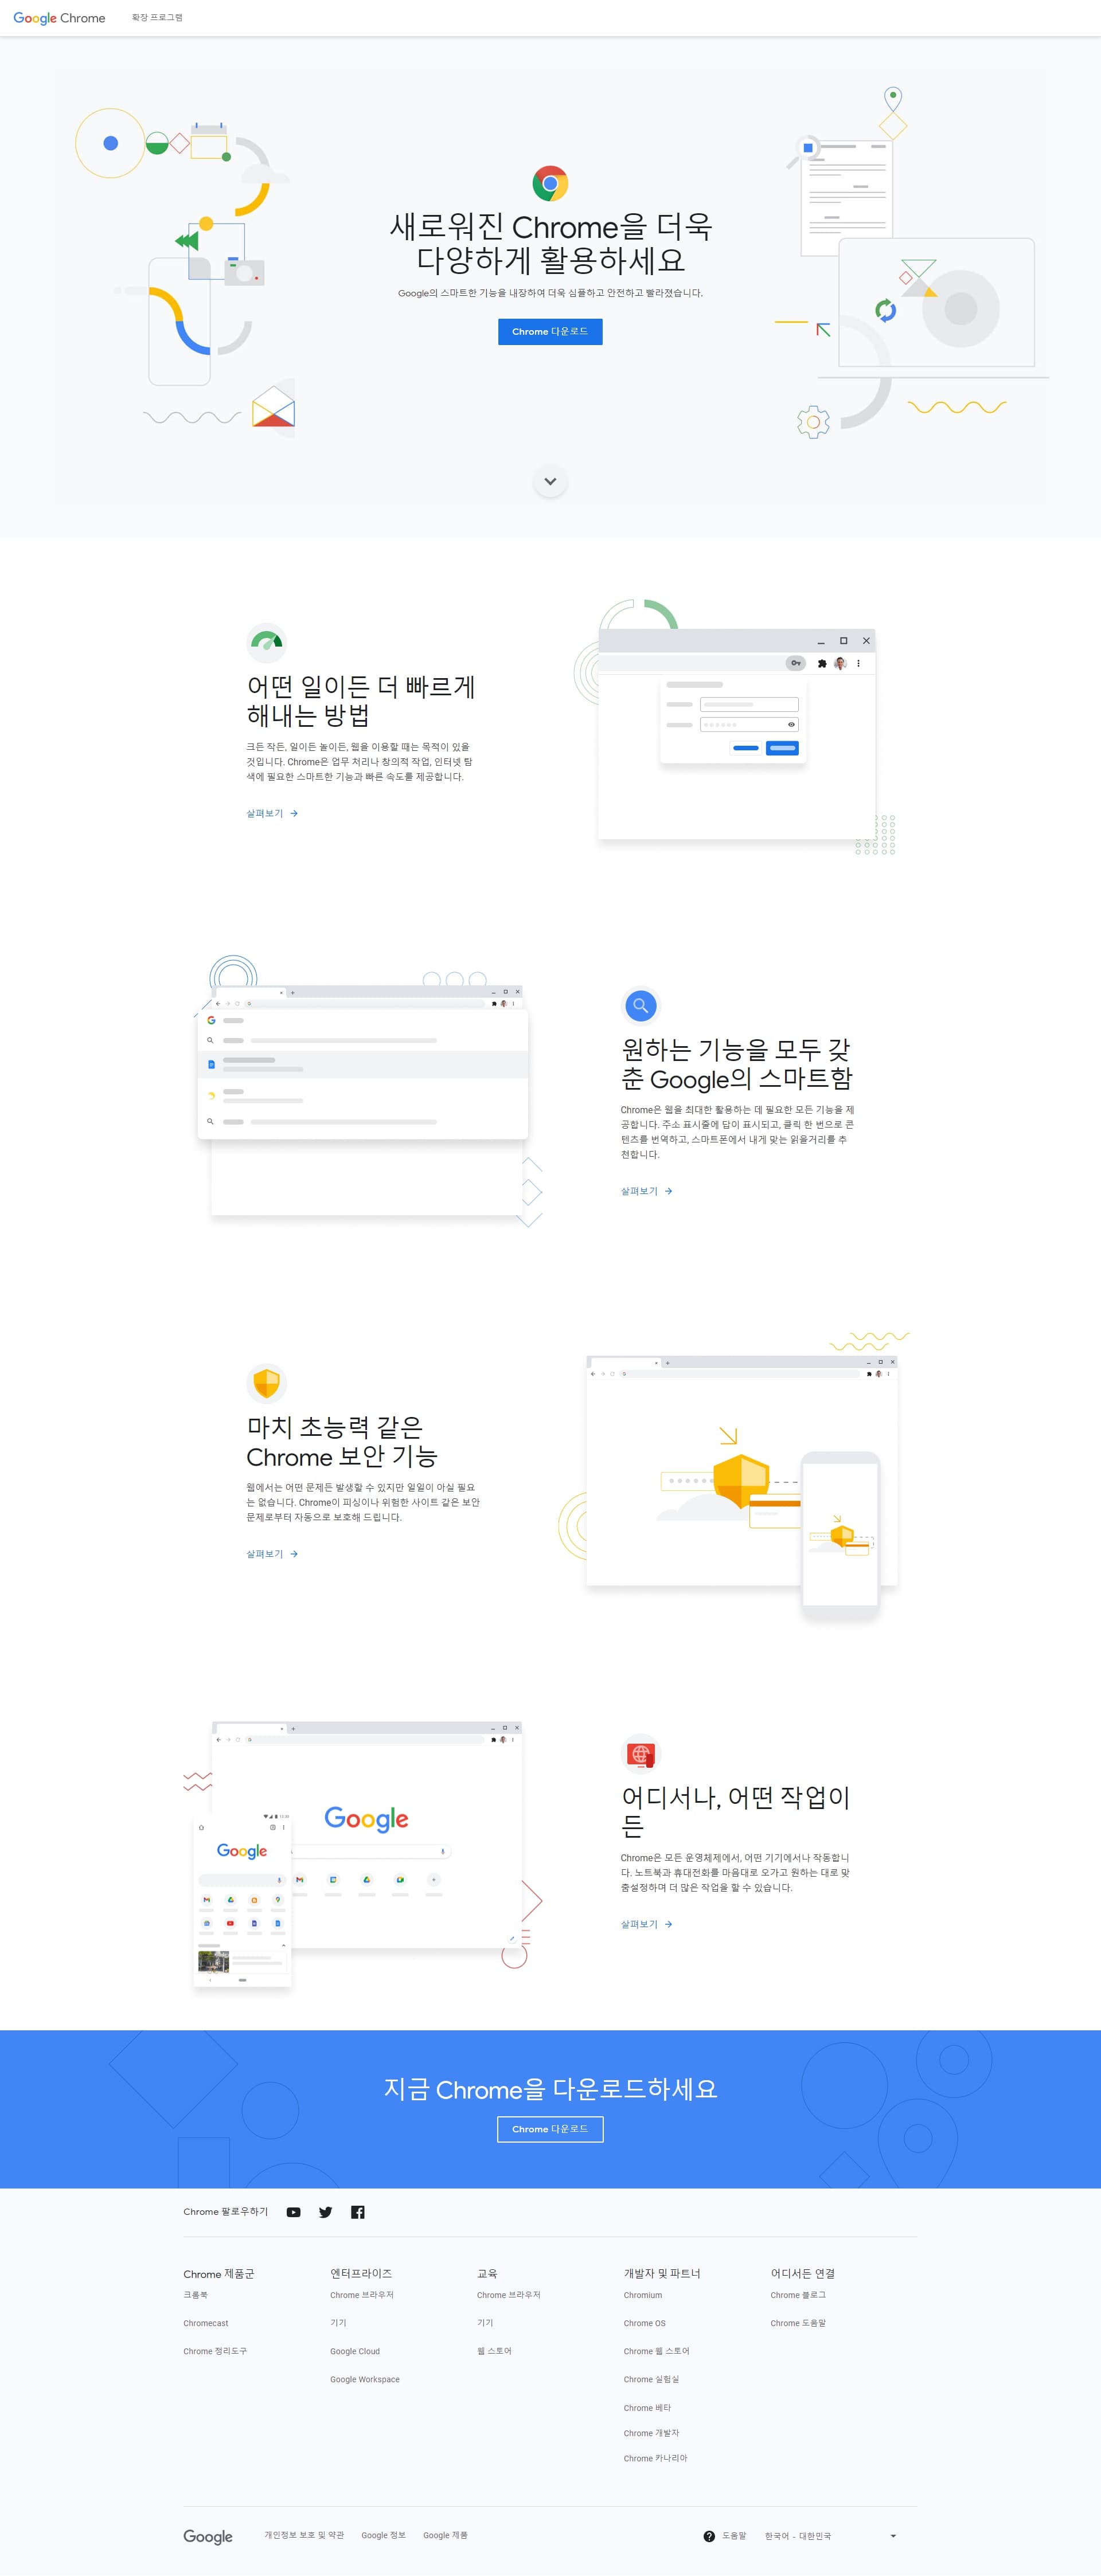 Google Chrome
확장 프로그램
새로워진 Chrome을 더욱
다양하게 활용하세요
Google의 스마트한 기능을 내장하여 더욱 심플하고 안전하고 빨라졌습니다.
Chrome 다운로드
어떤 일이든 더 빠르게
해내는 방법
크든 작든, 일이든 놀이든, 웹을 이용할 때는 목적이 있을
것입니다. Chrome은 업무 처리나 창의적 작업, 인터넷 탐
색에 필요한 스마트한 기능과 빠른 속도를 제공합니다.
살펴보기
원하는 기능을 모두 갖
춘 Google의 스마트함
Chrome은 웹을 최대한 활용하는 데 필요한 모든 기능을 제
공합니다. 주소 표시줄에 답이 표시되고, 클릭 한 번으로 콘
텐츠를 번역하고, 스마트폰에서 내게 맞는 읽을거리를 추
천합니다.
살펴보기
마치 초능력 같은
Chrome 보안 기능
웹에서는 어떤 문제든 발생할 수 있지만 일일이 아실 필요
는 없습니다. Chrome이 피싱이나 위험한 사이트 같은 보안
문제로부터 자동으로 보호해 드립니다.
살펴보기
Google
Google
어디서나, 어떤 작업이
든
Chrome은 모든 운영체제에서, 어떤 기기에서나 작동합니
다. 노트북과 휴대전화를 마음대로 오가고 원하는 대로 맞
춤설정하며 더 많은 작업을 할 수 있습니다.
살펴보기
지금 Chrome을 다운로드하세요
Chrome 다운로드
Chrome 팔로우하기
Chrome 제품군
크롬북
Chromecast
Chrome 정리도구
엔터프라이즈
Chrome 브라우저
기기
Google Cloud
Google Workspace
교육
Chrome 브라우저
기기
웹 스토어
개발자 및 파트너
Chromium
Chrome OS
Chrome 웹 스토어
Chrome 실험실
Chrome 베타
Chrome 개발자
Chrome 카나리아
어디서든 연결
Chrome 블로그
Chrome 도움말
Google
개인정보 보호 및 약관
Google 정보
Google 제품
도움말
한국어 - 대한민국